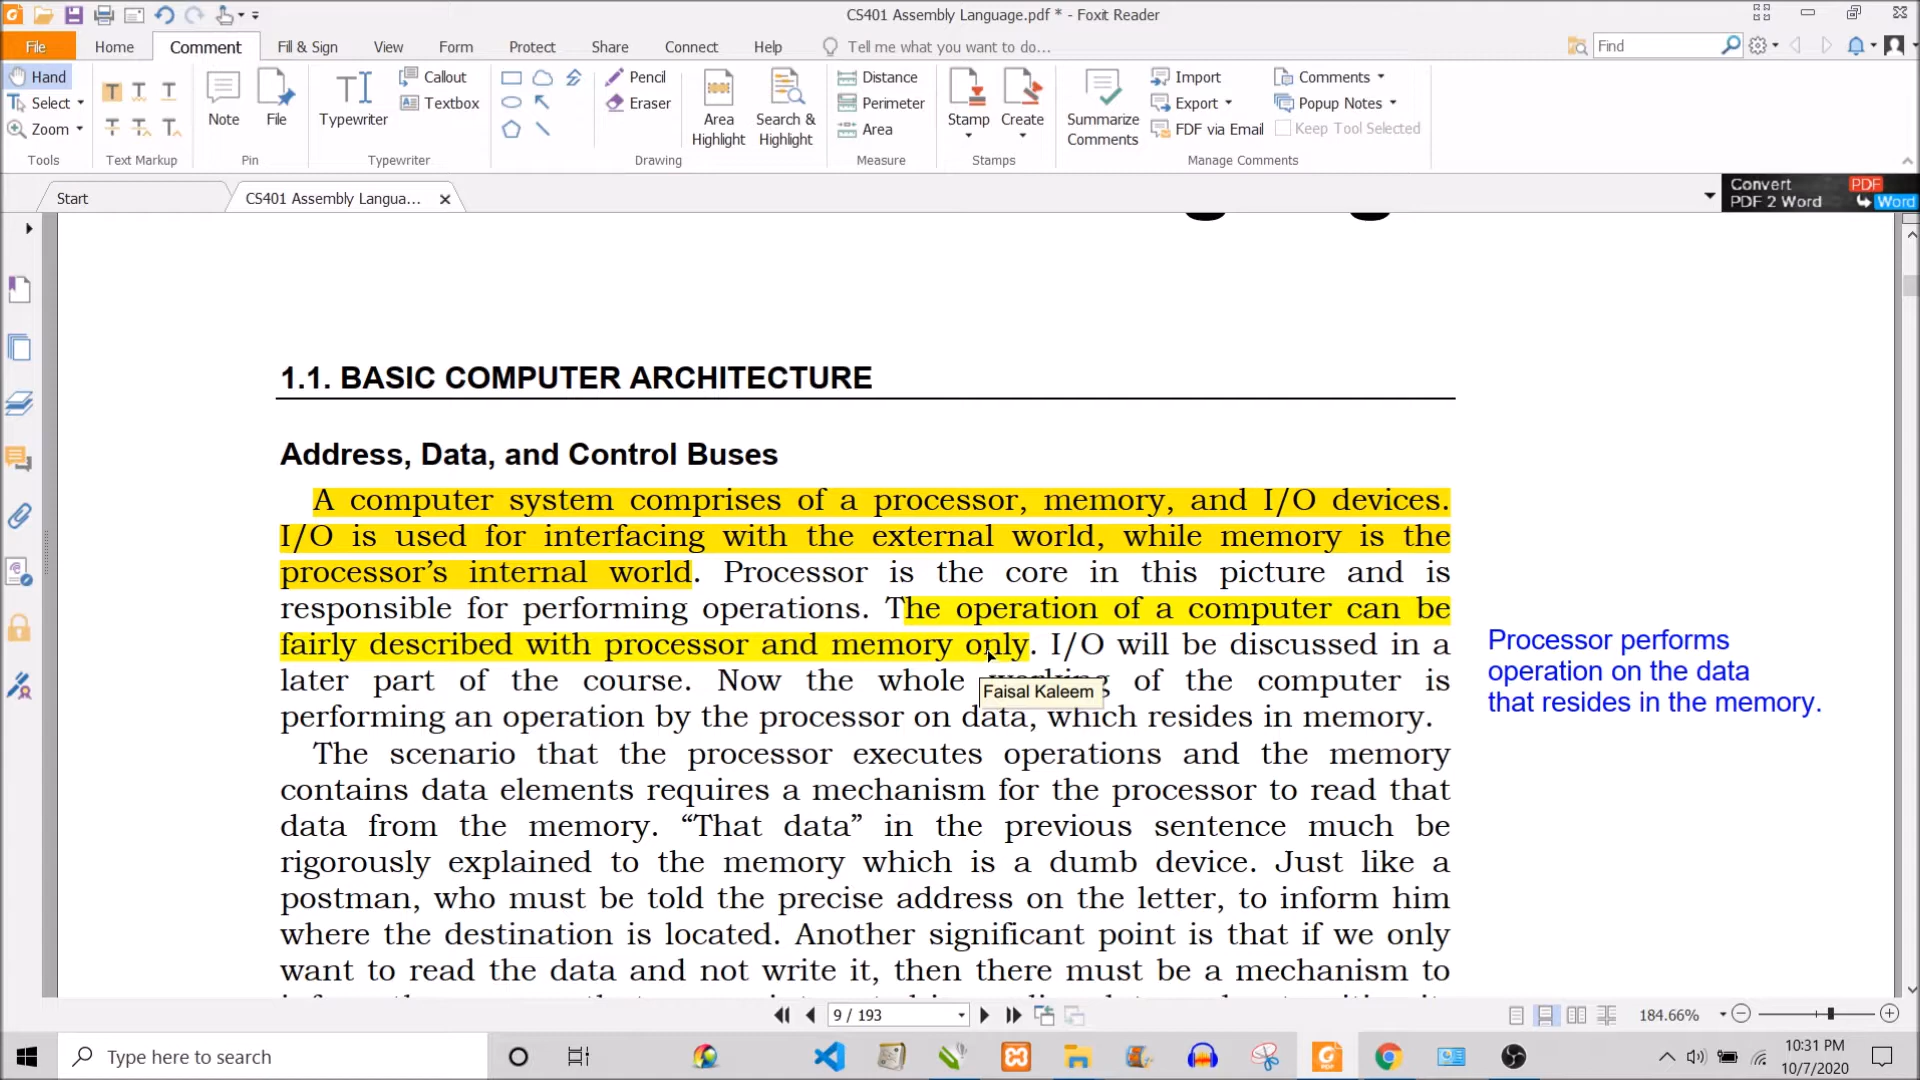 CS401 Assembly Language.pdf * - Foxit Reader
File
Home
Comment
Fill & Sign
View
Form
Protect
Share
Connect
Help
Tell me what you want to do...
Find
Hand
Select
Zoom
Tools
Text Markup
Note
File
Pin
Typewriter
Callout
Textbox
Typewriter
Pencil
Eraser
Area
Highlight
Search &
Highlight
Drawing
Distance
Perimeter
Area
Measure
Stamp
Create
Stamps
Summarize
Comments
Import
Export
FDF via Email
Comments
Popup Notes
Keep Tool Selected
Manage Comments
Start
CS401 Assembly Langua...
Convert PDF
PDF 2 Word Word
1.1. BASIC COMPUTER ARCHITECTURE
Address, Data, and Control Buses
A computer system comprises of a processor, memory, and I/O devices.
I/O is used for interfacing with the external world, while memory is the
processor’s internal world. Processor is the core in this picture and is
responsible for performing operations. The operation of a computer can be
fairly described with processor and memory only. I/O will be discussed in a
later part of the course. Now the whole of the computer is
performing an operation by the processor on data, which resides in memory.
The scenario that the processor executes operations and the memory
contains data elements requires a mechanism for the processor to read that
data from the memory. “That data” in the previous sentence much be
rigorously explained to the memory which is a dumb device. Just like a
postman, who must be told the precise address on the letter, to inform him
where the destination is located. Another significant point is that if we only
want to read the data and not write it, then there must be a mechanism to
Faisal Kaleem
Processor performs
operation on the data
that resides in the memory.
9 / 193
184.66%
Type here to search
10:31 PM
10/7/2020